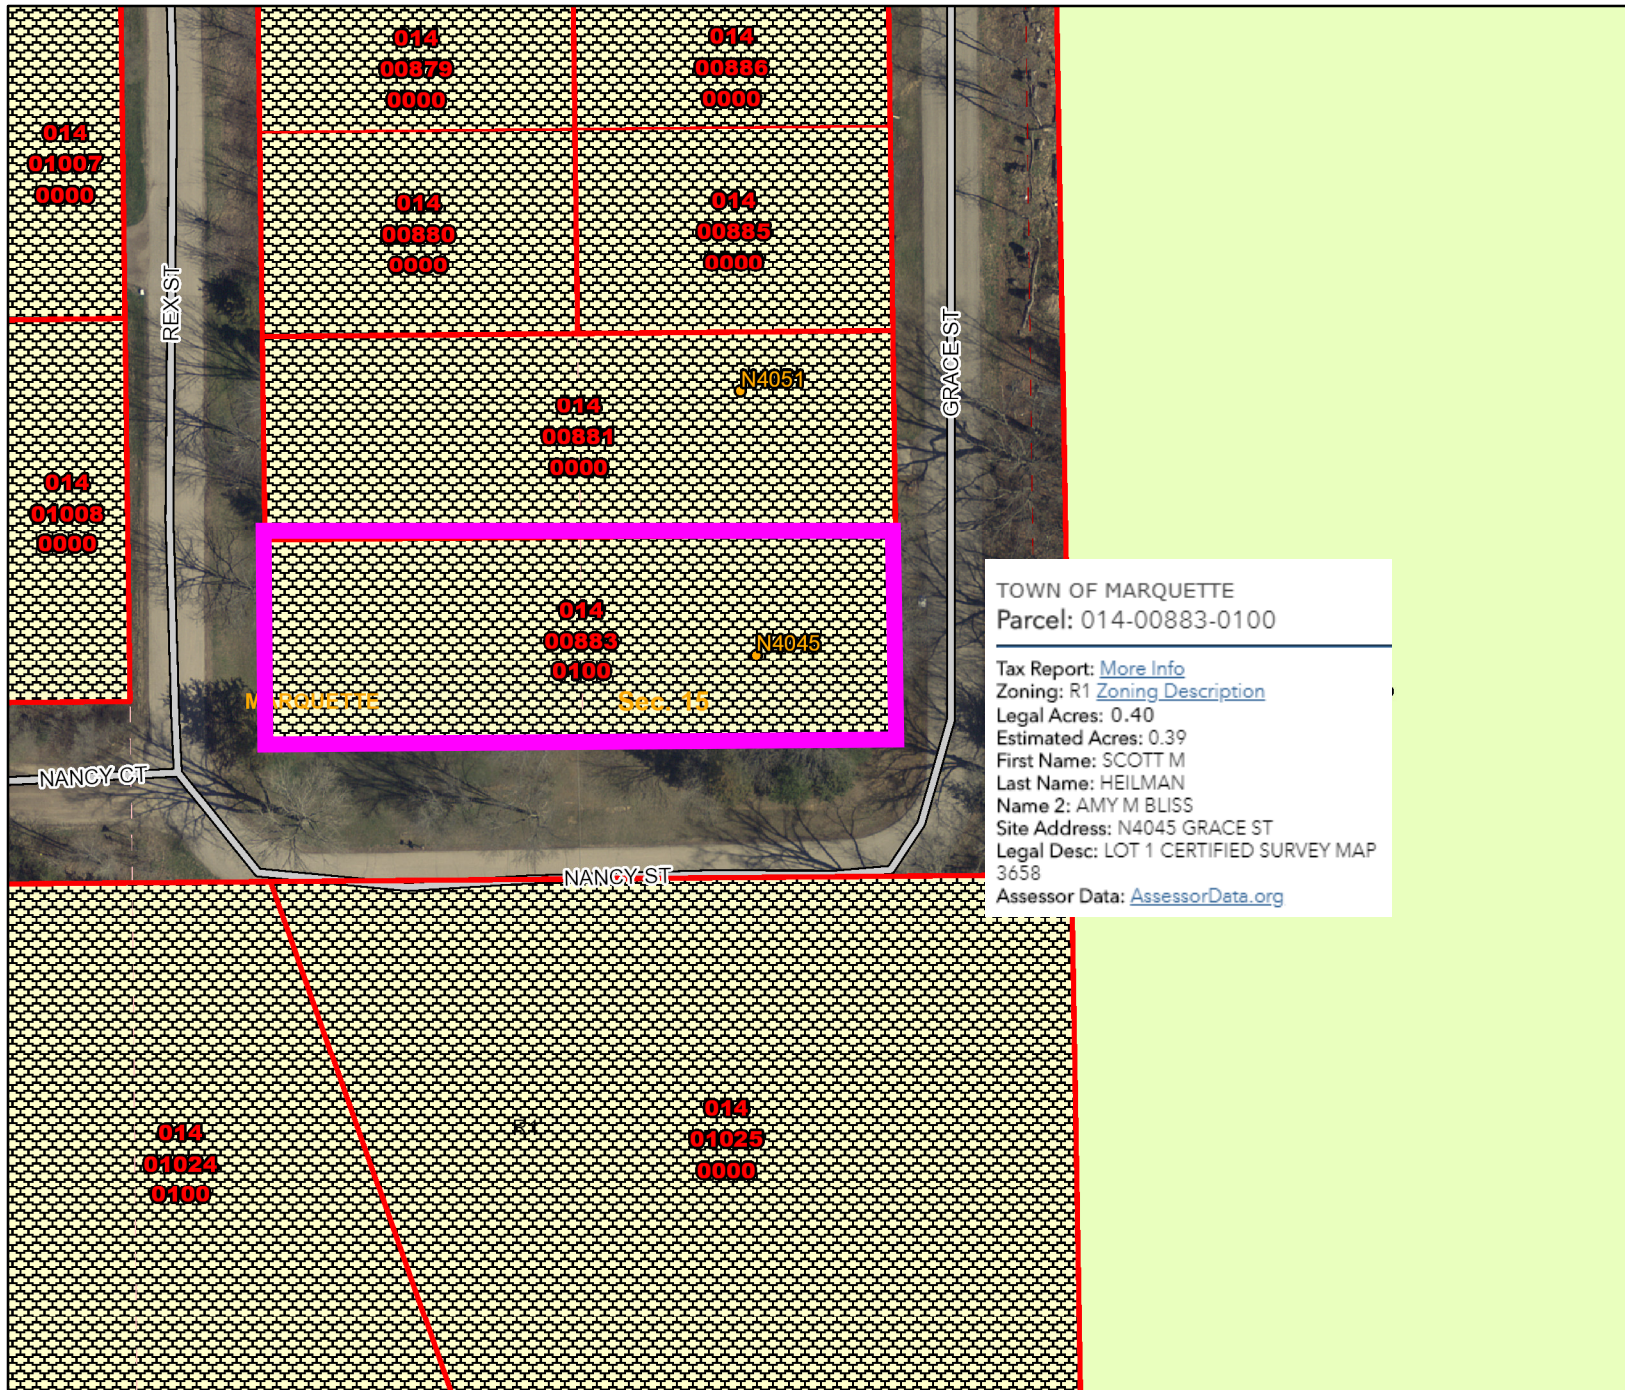 014
00879
0000
014
00886
0000
014
01007
0000
014
00880
0000
014
00885
0000
REX ST
GRACE ST
N4051
014
00881
0000
014
01008
0000
014
00883
0100
N4045
MARQUETTE
Sec. 15
TOWN OF MARQUETTE
Parcel: 014-00883-0100
Tax Report: More Info
Zoning: R1 Zoning Description
Legal Acres: 0.40
Estimated Acres: 0.39
First Name: SCOTT M
Last Name: HEILMAN
Name 2: AMY M BLISS
Site Address: N4045 GRACE ST
Legal Desc: LOT 1 CERTIFIED SURVEY MAP
3658
Assessor Data: AssessorData.org
NANCY CT
NANCY ST
014
01024
0100
R1
014
01025
0000